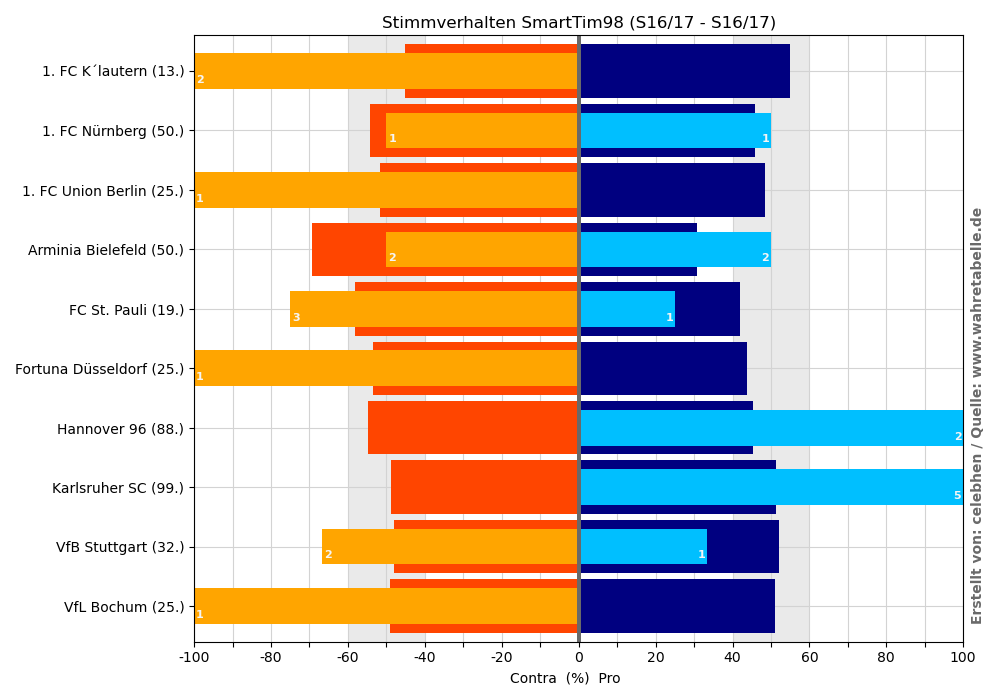 Stimmverhalten SmartTim98 (S16/17 - S16/17)
1. FC K´lautern (13.)
2
1. FC Nürnberg (50.)
1 1
1. FC Union Berlin (25.)
1
Arminia Bielefeld (50.)
2 2
FC St. Pauli (19.)
3 1
Fortuna Düsseldorf (25.)
1
Hannover 96 (88.)
2
Karlsruher SC (99.)
5
VfB Stuttgart (32.)
2 1
VfL Bochum (25.)
1
-100 -80 -60 -40 -20 0 20 40 60 80 100
Contra (%) Pro
Erstellt von: celebhen / Quelle: www.wahretabelle.de